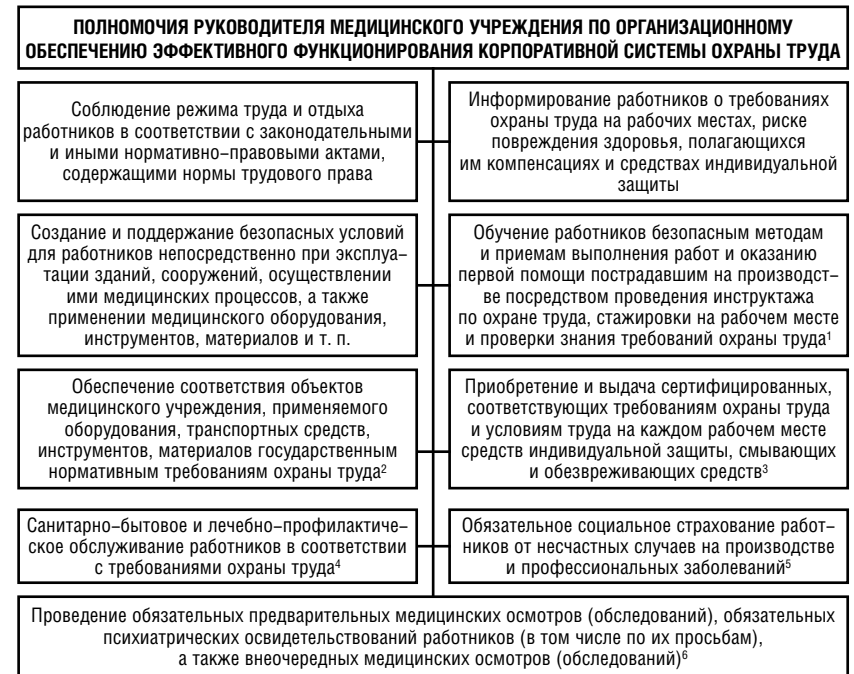 ПОЛНОМОЧИЯ РУКОВОДИТЕЛЯ МЕДИЦИНСКОГО УЧРЕЖДЕНИЯ ПО ОРГАНИЗАЦИОННОМУ
ОБЕСПЕЧЕНИЮ ЭФФЕКТИВНОГО ФУНКЦИОНИРОВАНИЯ КОРПОРАТИВНОЙ СИСТЕМЫ ОХРАНЫ ТРУДА
Соблюдение режима труда и отдыха
работников в соответствии с законодательными
и иными нормативно-правовыми актами,
содержащими нормы трудового права
Информирование работников о требованиях
охраны труда на рабочих местах, риске
повреждения здоровья, полагающихся
им компенсациях и средствах индивидуальной
защиты
Создание и поддержание безопасных условий
для работников непосредственно при эксплуа-
тации зданий, сооружений, осуществлении
ими медицинских процессов, а также
применении медицинского оборудования,
инструментов, материалов и т. п.
Обучение работников безопасным методам
и приемам выполнения работ и оказанию
первой помощи пострадавшим на производст-
ве посредством проведения инструктажа
по охране труда, стажировки на рабочем месте
и проверки знания требований охраны труда¹
Обеспечение соответствия объектов
медицинского учреждения, применяемого
оборудования, транспортных средств,
инструментов, материалов государственным
нормативным требованиям охраны труда²
Приобретение и выдача сертифицированных,
соответствующих требованиям охраны труда
и условиям труда на каждом рабочем месте
средств индивидуальной защиты, смывающих
и обезвреживающих средств³
Санитарно-бытовое и лечебно-профилактиче-
ское обслуживание работников в соответствии
с требованиями охраны труда⁴
Обязательное социальное страхование работ-
ников от несчастных случаев на производстве
и профессиональных заболеваний⁵
Проведение обязательных предварительных медицинских осмотров (обследований), обязательных
психиатрических освидетельствований работников (в том числе по их просьбам),
а также внеочередных медицинских осмотров (обследований)⁶